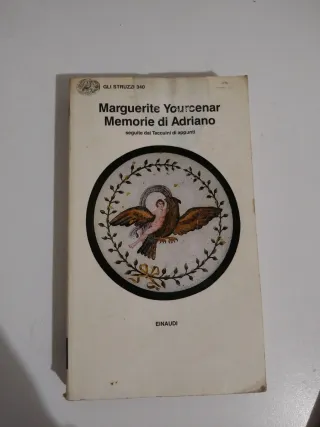 GLI STRUZZI 340
Marguerite Yourcenar
Memorie di Adriano
seguite dai Taccuini di appunti
EINAUDI